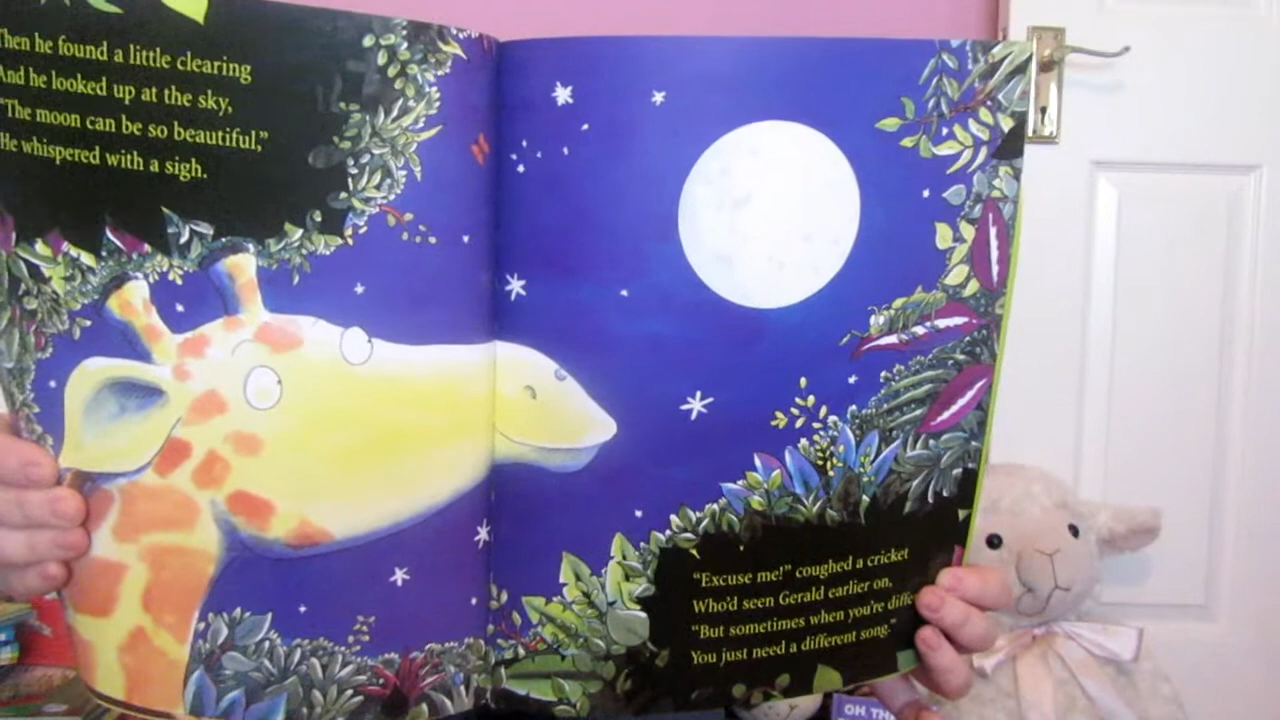 Then he found a little clearing
And he looked up at the sky,
"The moon can be so beautiful,"
He whispered with a sigh.
"Excuse me!" coughed a cricket
Who'd seen Gerald earlier on,
"But sometimes when you're
You just need a different song."
OH, THE